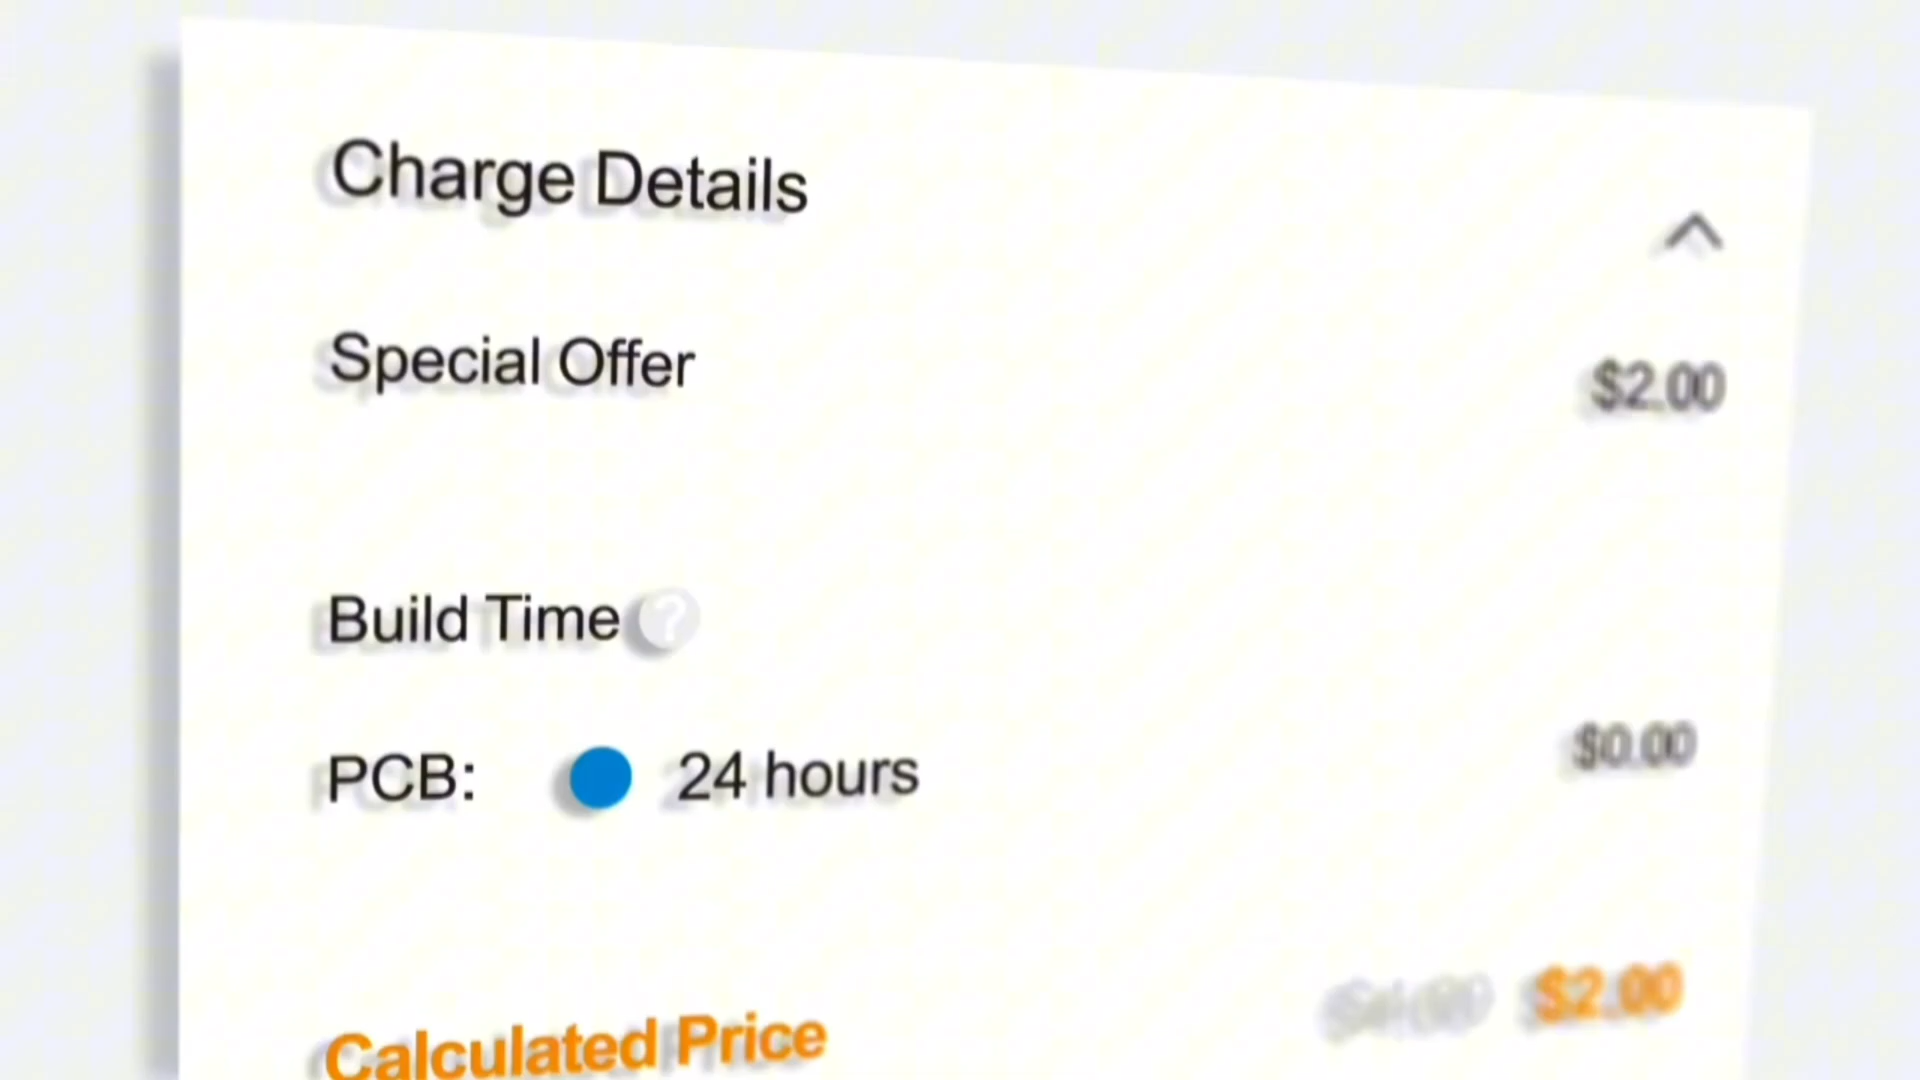 Charge Details
Special Offer $2.00
Build Time ?
PCB: 24 hours $0.00
Calculated Price $2.00